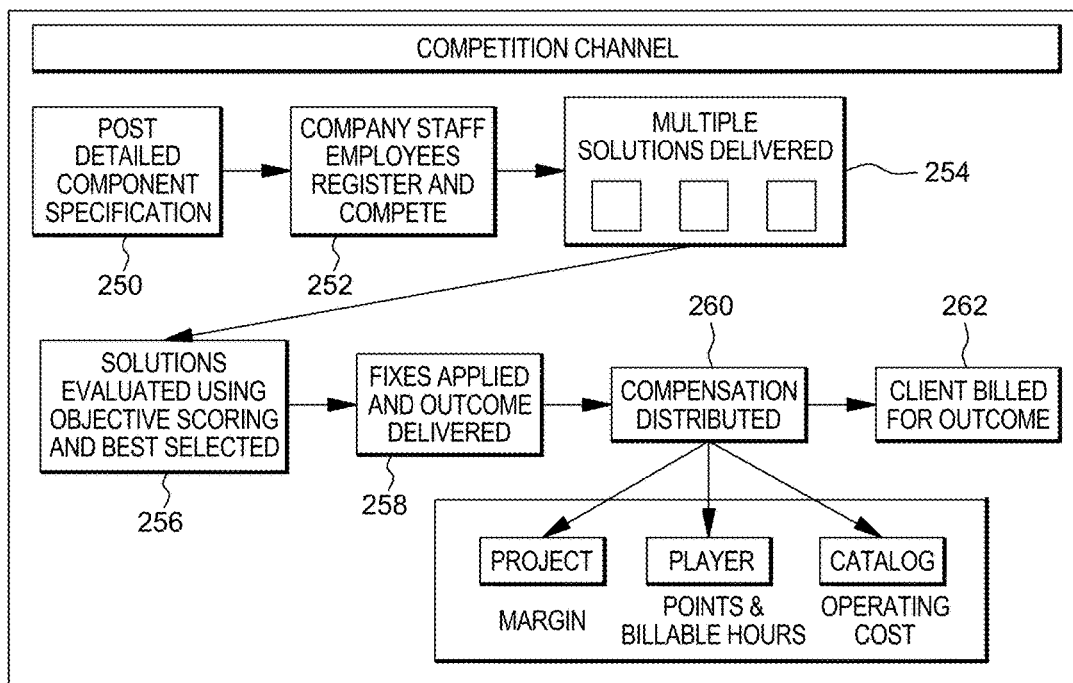 COMPETITION CHANNEL
POST
DETAILED
COMPONENT
SPECIFICATION
250
COMPANY STAFF
EMPLOYEES
REGISTER AND
COMPETE
252
MULTIPLE
SOLUTIONS DELIVERED
254
SOLUTIONS
EVALUATED USING
OBJECTIVE SCORING
AND BEST SELECTED
256
FIXES APPLIED
AND OUTCOME
DELIVERED
258
260
COMPENSATION
DISTRIBUTED
262
CLIENT BILLED
FOR OUTCOME
PROJECT
MARGIN
PLAYER
POINTS &
BILLABLE HOURS
CATALOG
OPERATING
COST